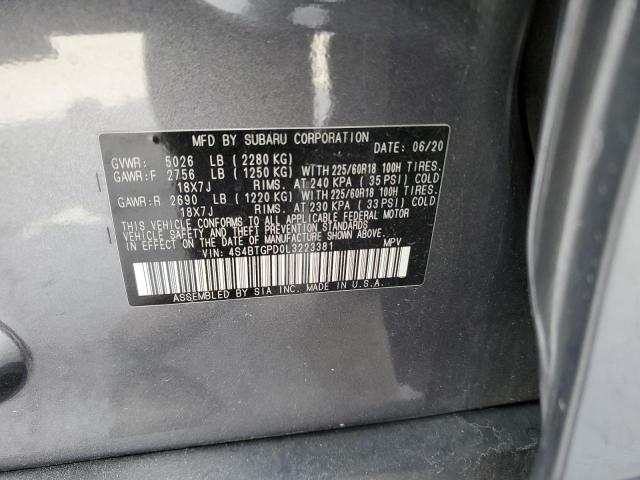 MFD BY SUBARU CORPORATION DATE: 06/20
GVWR: 5026 LB (2280 KG)
GAWR:F 2756 LB (1250 KG) WITH 225/60R18 100H TIRES.
18X7J RIMS. AT 240 KPA (35 PSI) COLD
GAWR:R 2690 LB (1220 KG) WITH 225/60R18 100H TIRES.
18X7J RIMS. AT 230 KPA (33 PSI) COLD
THIS VEHICLE CONFORMS TO ALL APPLICABLE FEDERAL MOTOR
VEHICLE SAFETY, BUMPER, AND THEFT PREVENTION STANDARDS
IN EFFECT ON THE DATE OF MANUFACTURE SHOWN ABOVE.
VIN: 4S4BTGPD0L3223381 MPV
ASSEMBLED BY SIA INC. MADE IN U.S.A.